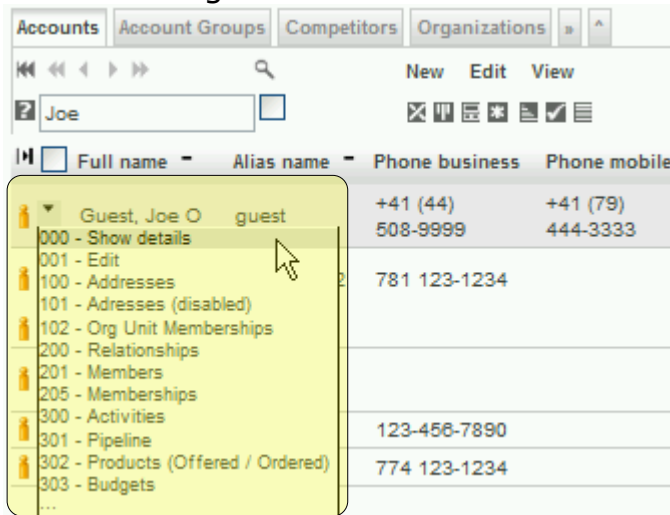 Accounts Account Groups Competitors Organizations » ^
New Edit View
? Joe
Full name - Alias name - Phone business Phone mobile
Guest, Joe O guest +41 (44) 508-9999 +41 (79) 444-3333
000 - Show details
001 - Edit
100 - Addresses 2 781 123-1234
101 - Adresses (disabled)
102 - Org Unit Memberships
200 - Relationships
201 - Members
205 - Memberships
300 - Activities 123-456-7890
301 - Pipeline
302 - Products (Offered / Ordered) 774 123-1234
303 - Budgets
...